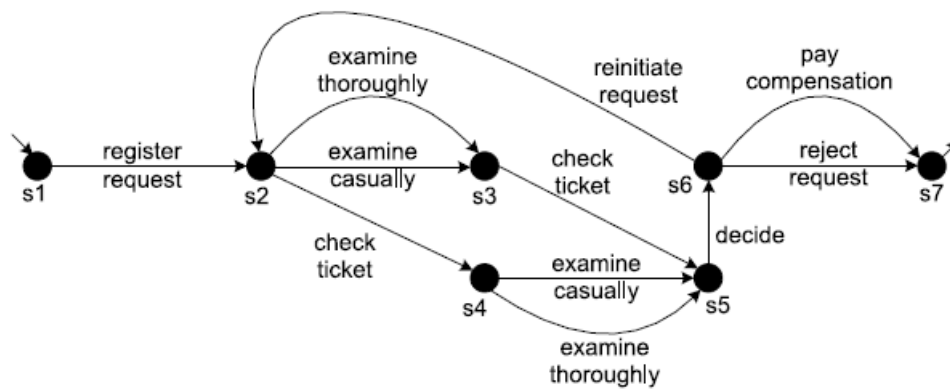 examine
thoroughly
reinitiate
request
pay
compensation
register
request
examine
casually
check
ticket
reject
request
s1
s2
s3
s6
s7
check
ticket
decide
examine
casually
s4
s5
examine
thoroughly